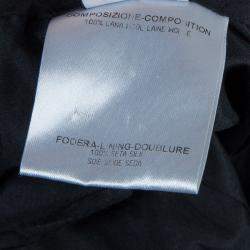 COMPOSIZIONE-COMPOSITION
100% LANA WOOL LAINE WOLLE
FODERA-LINING-DOUBLURE
100% SETA SILK
SOIE SEIDE SEDA